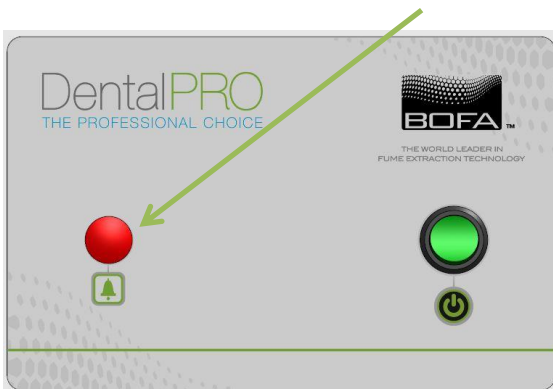 DentalPRO
THE PROFESSIONAL CHOICE
BOFA ™
THE WORLD LEADER IN
FUME EXTRACTION TECHNOLOGY